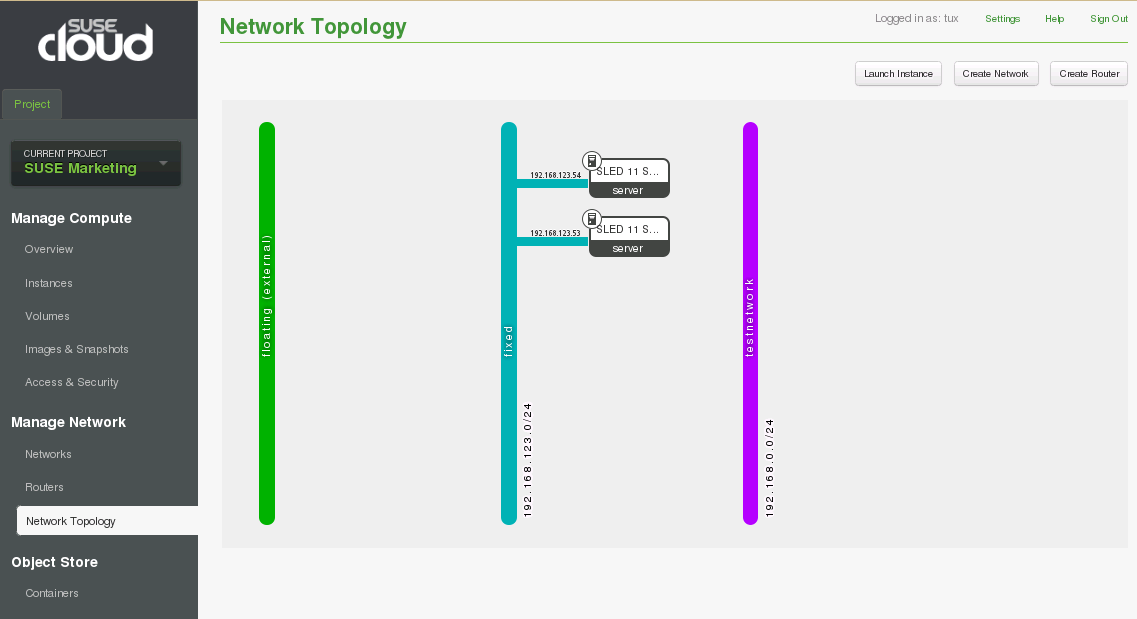 SUSE
cloud
Network Topology
Logged in as: tux
Settings
Help
Sign Out
Launch Instance
Create Network
Create Router
Project
CURRENT PROJECT
SUSE Marketing
Manage Compute
Overview
Instances
Volumes
Images & Snapshots
Access & Security
Manage Network
Networks
Routers
Network Topology
Object Store
Containers
floating (external)
fixed
192.168.123.0/24
192.168.123.54
SLED 11 S...
server
192.168.123.53
SLED 11 S...
server
testnetwork
192.168.0.0/24